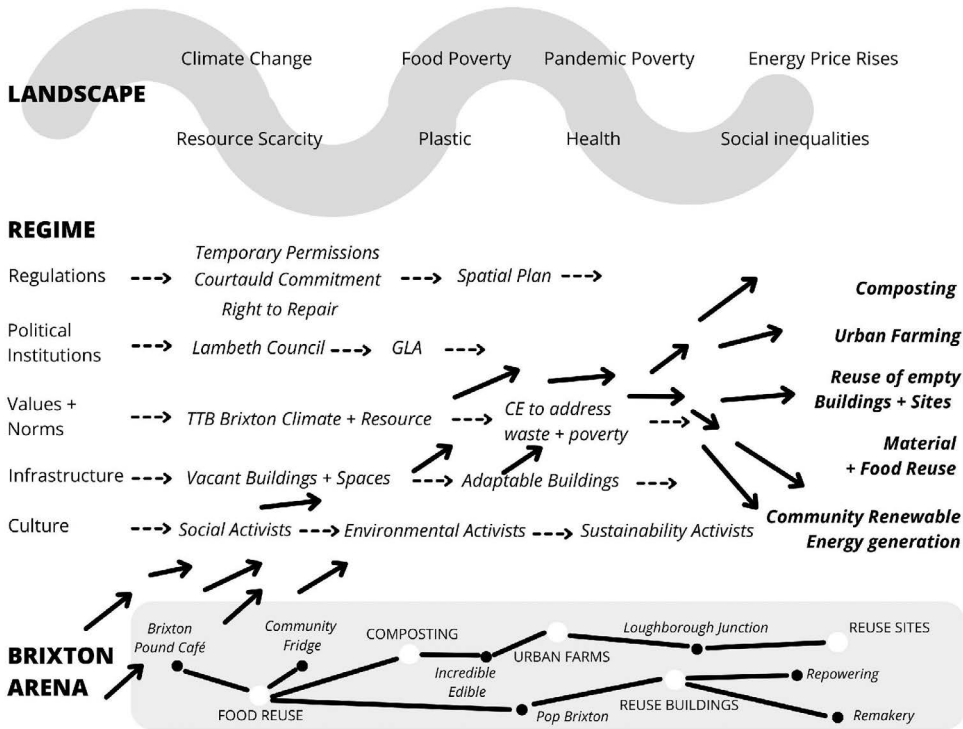 Climate Change
Food Poverty
Pandemic Poverty
Energy Price Rises
LANDSCAPE
Resource Scarcity
Plastic
Health
Social inequalities
REGIME
Regulations
Temporary Permissions
Courtauld Commitment
Right to Repair
Spatial Plan
Political
Institutions
Lambeth Council
GLA
Values +
Norms
TTB Brixton Climate + Resource
CE to address
waste + poverty
Infrastructure
Vacant Buildings + Spaces
Adaptable Buildings
Culture
Social Activists
Environmental Activists
Sustainability Activists
Composting
Urban Farming
Reuse of empty
Buildings + Sites
Material
+ Food Reuse
Community Renewable
Energy generation
BRIXTON
ARENA
Brixton
Pound Café
Community
Fridge
FOOD REUSE
COMPOSTING
Incredible
Edible
URBAN FARMS
Pop Brixton
Loughborough Junction
REUSE SITES
REUSE BUILDINGS
Repowering
Remakery